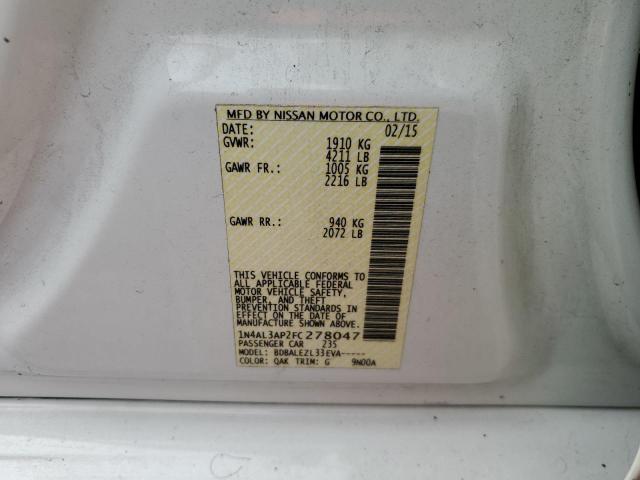 MFD BY NISSAN MOTOR CO., LTD.
DATE: 02/15
GVWR: 1910 KG
4211 LB
GAWR FR.: 1005 KG
2216 LB
GAWR RR.: 940 KG
2072 LB
THIS VEHICLE CONFORMS TO
ALL APPLICABLE FEDERAL
MOTOR VEHICLE SAFETY,
BUMPER, AND THEFT
PREVENTION STANDARDS IN
EFFECT ON THE DATE OF
MANUFACTURE SHOWN ABOVE.
1N4AL3AP2FC278047
PASSENGER CAR 235
MODEL: BDBALEZL33EVA-----
COLOR: QAK TRIM: G 9N00A